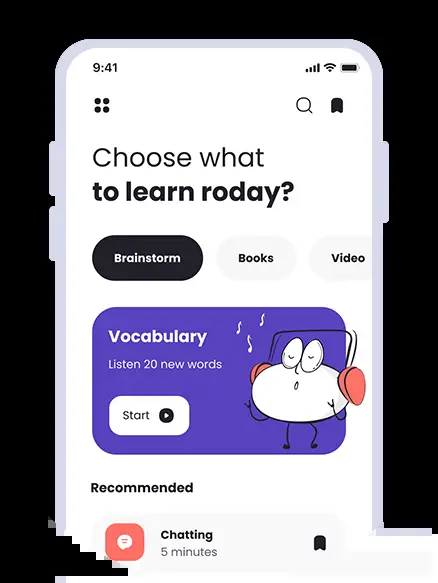 9:41
Choose what
to learn roday?
Brainstorm Books Video
Vocabulary
Listen 20 new words
Start
Recommended
Chatting
5 minutes